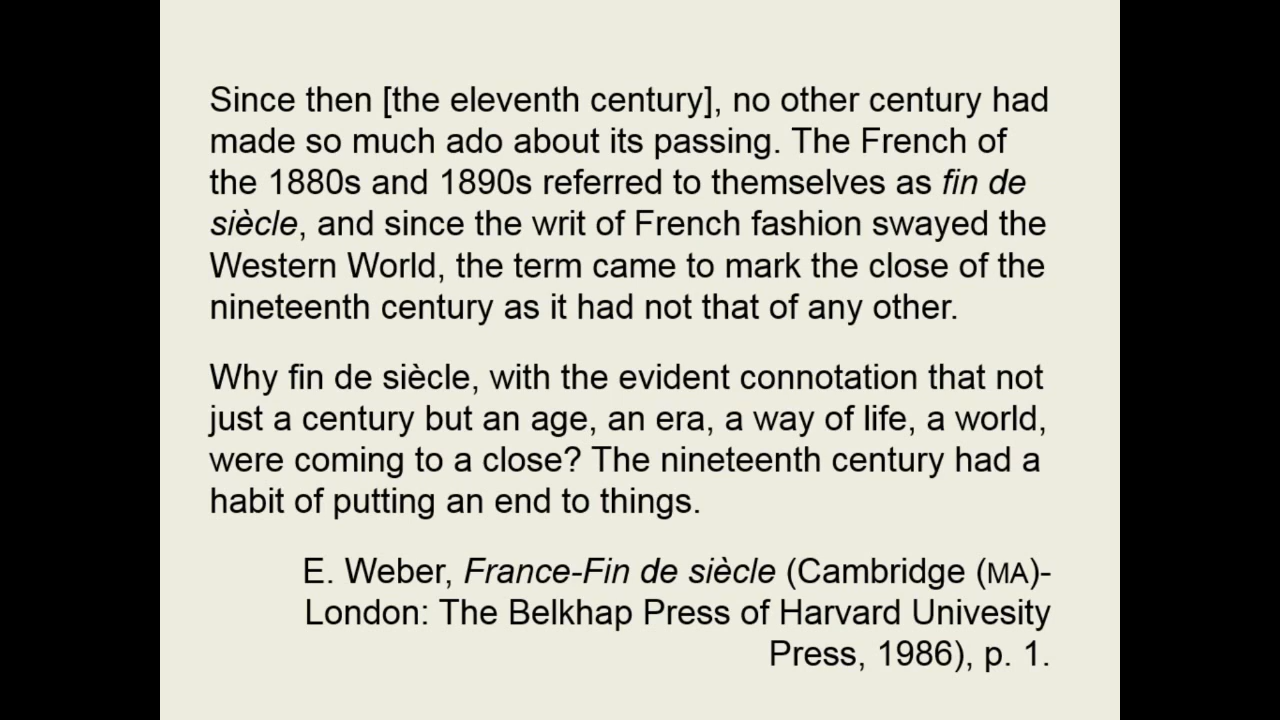 Since then [the eleventh century], no other century had
made so much ado about its passing. The French of
the 1880s and 1890s referred to themselves as fin de
siècle, and since the writ of French fashion swayed the
Western World, the term came to mark the close of the
nineteenth century as it had not that of any other.
Why fin de siècle, with the evident connotation that not
just a century but an age, an era, a way of life, a world,
were coming to a close? The nineteenth century had a
habit of putting an end to things.
E. Weber, France-Fin de siècle (Cambridge (MA)-
London: The Belkhap Press of Harvard Univesity
Press, 1986), p. 1.